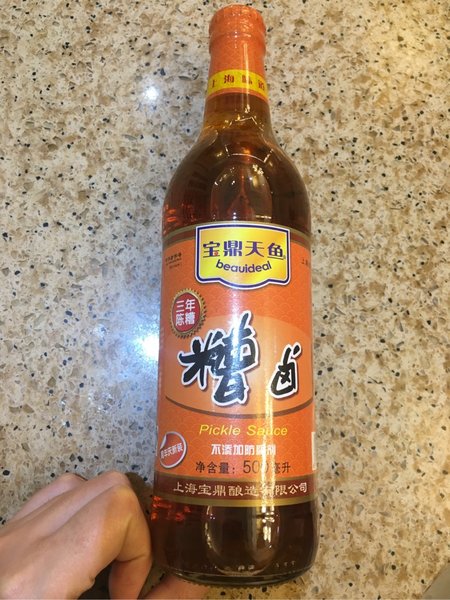 上海味道
宝鼎天鱼
beauideal
三年
陈糟
糟卤
Pickle Sauce
不添加防腐剂
净含量：500毫升
上海宝鼎酿造有限公司